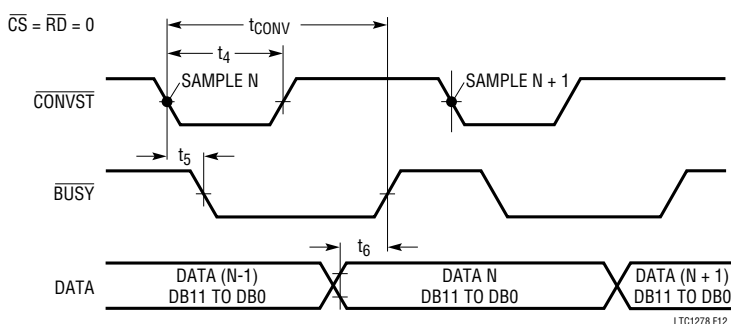 CS = RD = 0
tCONV
t4
SAMPLE N
SAMPLE N + 1
CONVST
t5
BUSY
t6
DATA
DATA (N-1)
DB11 TO DB0
DATA N
DB11 TO DB0
DATA (N + 1)
DB11 TO DB0
LTC1278 F12